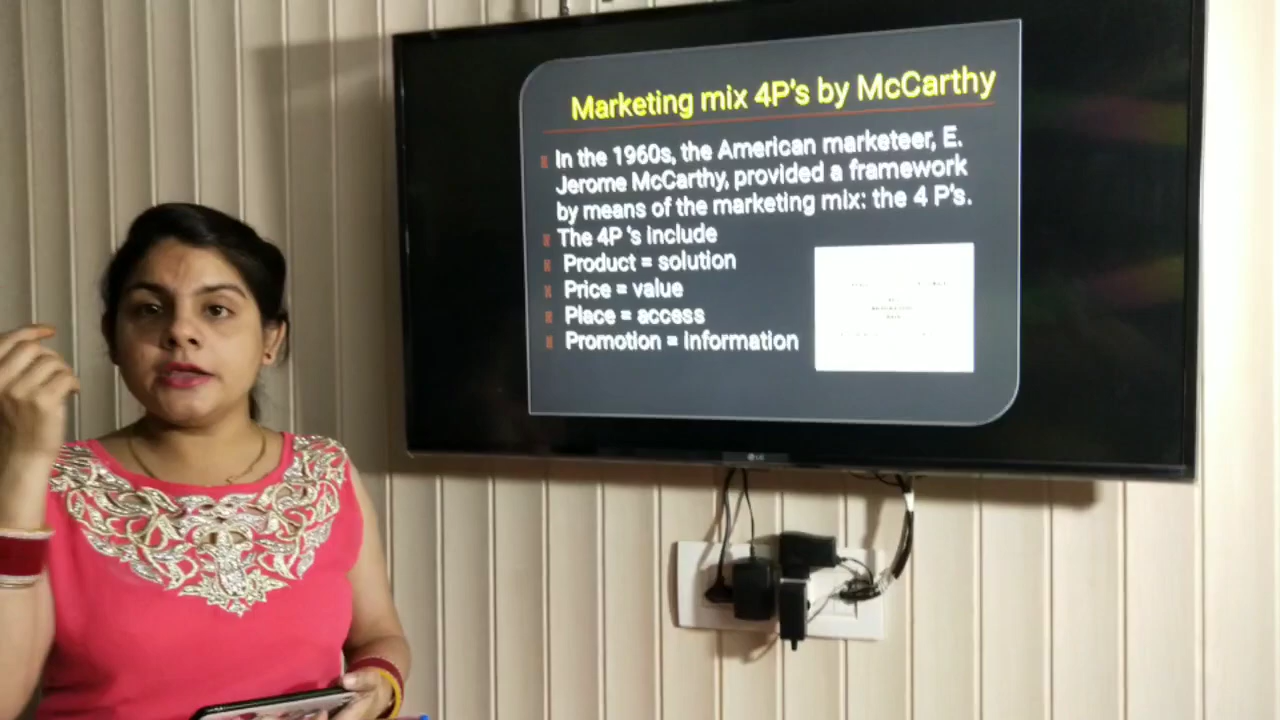 Marketing mix 4P's by McCarthy
In the 1960s, the American marketeer, E.
Jerome McCarthy, provided a framework
by means of the marketing mix: the 4 P's.
The 4P 's include
Product = solution
Price = value
Place = access
Promotion = Information
LG